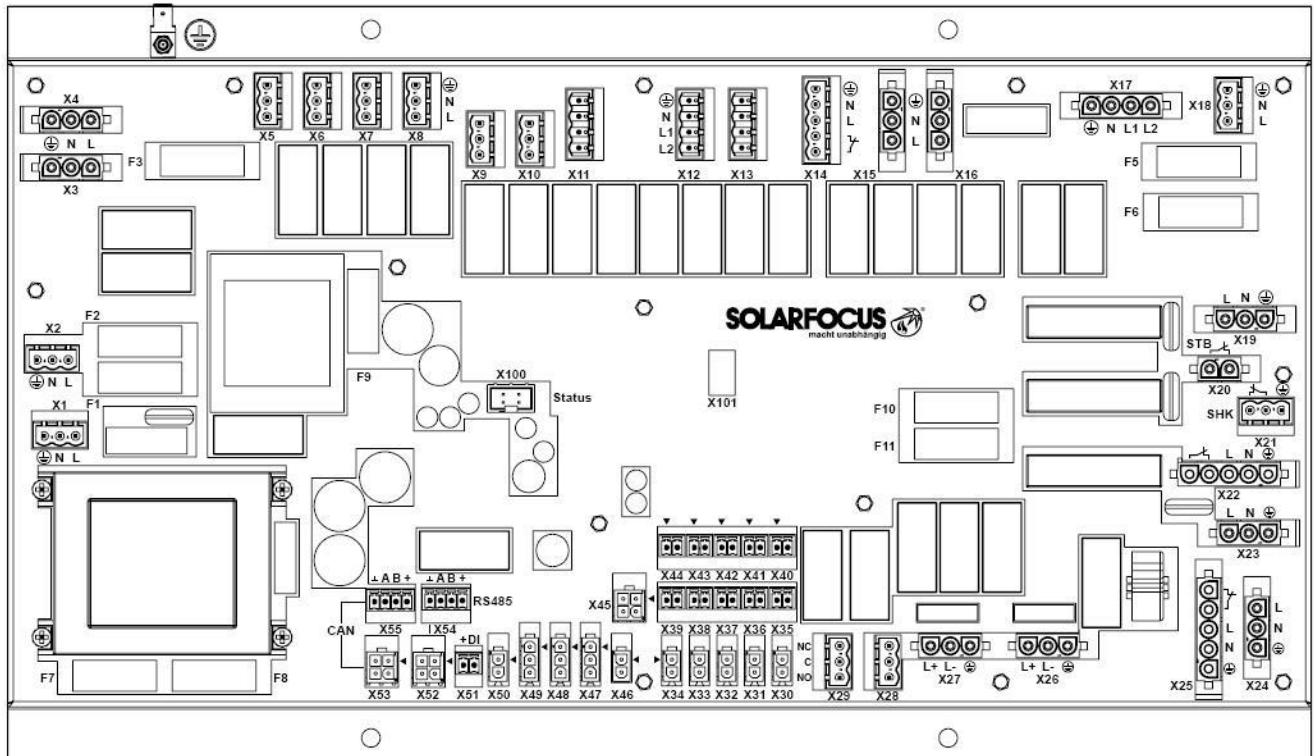 X4
X17
X18
N
L
N
L1
L2
N
L
N
L
N L1 L2
N
L
N L
F3
X5 X6 X7 X8
X9 X10 X11 X12 X13 X14 X15 X16
F5
X3
F6
SOLARFOCUS
macht unabhängig
L N
X19
X2
F2
STB
N L
F9
X100
Status
X101
X20
X1
F1
F10
SHK
N L
F11
X21
L N
X22
L N
X23
X44 X43 X42 X41 X40
A B +
A B +
RS485
X45
X55 X54
X39 X38 X37 X36 X35
CAN
+DI
NC
C
NO
L
N
L
N
L+ L-
L+ L-
X27
X26
F7
F8
X53 X52 X51 X50 X49 X48 X47 X46 X34 X33 X32 X31 X30 X29 X28
X25
X24